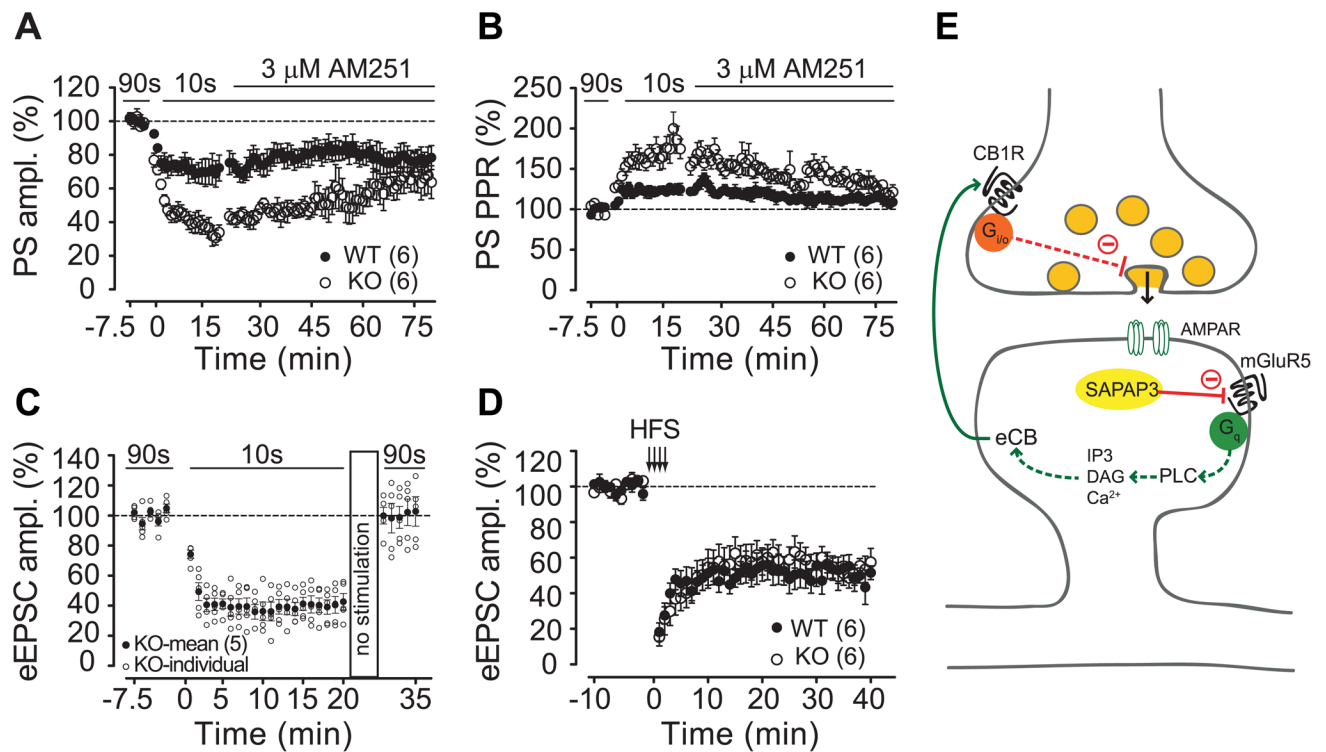 A
90s 10s 3 μM AM251
PS ampl. (%)
120
100
80
60
40
20
0
WT (6)
KO (6)
-7.5 0 15 30 45 60 75
Time (min)
B
90s 10s 3 μM AM251
PS PPR (%)
250
200
150
100
50
0
WT (6)
KO (6)
-7.5 0 15 30 45 60 75
Time (min)
C
90s 10s 90s
eEPSC ampl. (%)
140
120
100
80
60
40
20
0
no stimulation
KO-mean (5)
KO-individual
-7.5 0 5 10 15 20 35
Time (min)
D
HFS
eEPSC ampl. (%)
120
100
80
60
40
20
0
WT (6)
KO (6)
-10 0 10 20 30 40
Time (min)
E
CB1R
Gi/o
AMPAR
mGluR5
SAPAP3
Gq
eCB
IP3
DAG
Ca2+
PLC